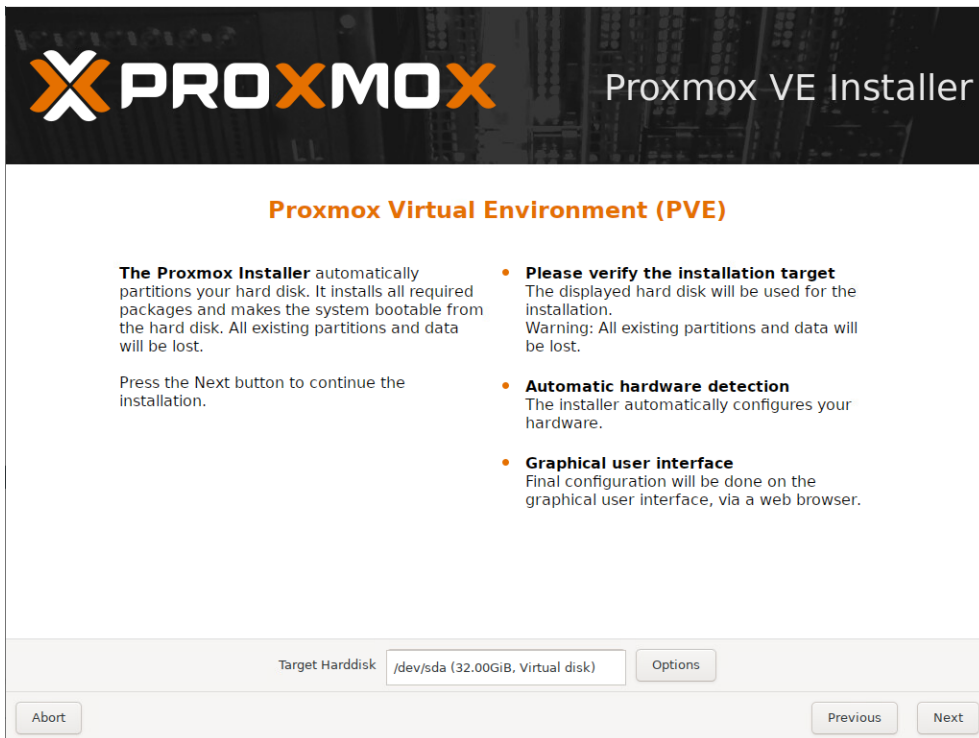 PROXMOX
Proxmox VE Installer
Proxmox Virtual Environment (PVE)
The Proxmox Installer automatically
partitions your hard disk. It installs all required
packages and makes the system bootable from
the hard disk. All existing partitions and data
will be lost.
Press the Next button to continue the
installation.
Please verify the installation target
The displayed hard disk will be used for the
installation.
Warning: All existing partitions and data will
be lost.
Automatic hardware detection
The installer automatically configures your
hardware.
Graphical user interface
Final configuration will be done on the
graphical user interface, via a web browser.
Target Harddisk
/dev/sda (32.00GiB, Virtual disk)
Options
Abort
Previous
Next